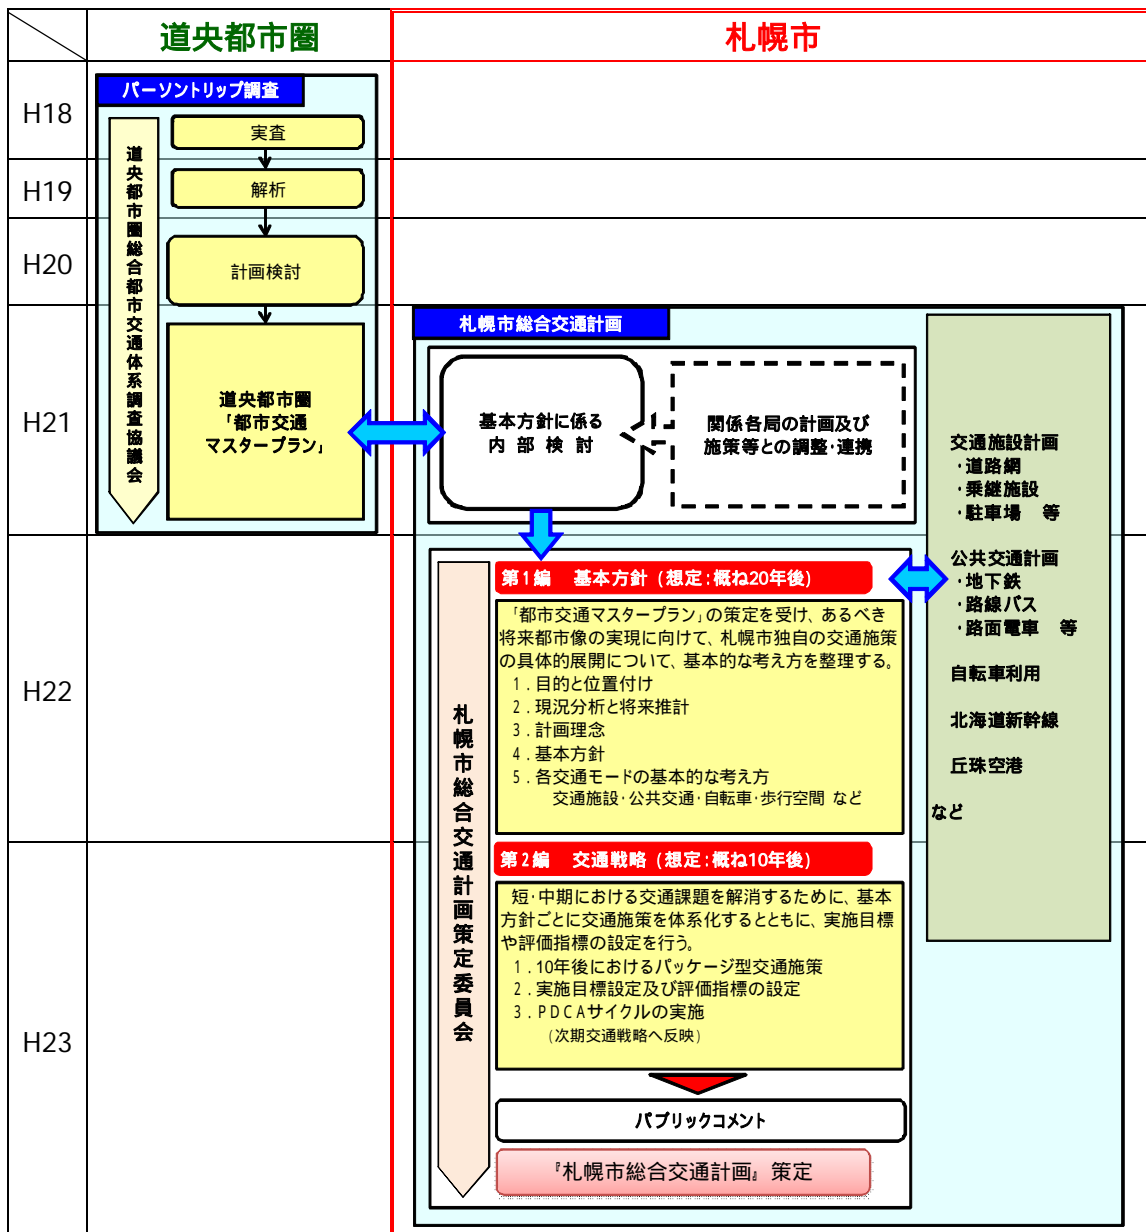 道央都市圏
札幌市
H18
パーソントリップ調査
実査
H19
解析
H20
計画検討
道央都市圏総合都市交通体系調査協議会
H21
道央都市圏
「都市交通
マスタープラン」
札幌市総合交通計画
基本方針に係る
内 部 検 討
関係各局の計画及び
施策等との調整・連携
交通施設計画
・道路網
・乗継施設
・駐車場　等
公共交通計画
・地下鉄
・路線バス
・路面電車　等
自転車利用
北海道新幹線
丘珠空港
など
H22
札幌市総合交通計画策定委員会
第1編　基本方針（想定：概ね20年後）
「都市交通マスタープラン」の策定を受け、あるべき
将来都市像の実現に向けて、札幌市独自の交通施策
の具体的展開について、基本的な考え方を整理する。
1．目的と位置付け
2．現況分析と将来推計
3．計画理念
4．基本方針
5．各交通モードの基本的な考え方
交通施設・公共交通・自転車・歩行空間 など
H23
第2編　交通戦略（想定：概ね10年後）
短・中期における交通課題を解消するために、基本
方針ごとに交通施策を体系化するとともに、実施目標
や評価指標の設定を行う。
1．10年後におけるパッケージ型交通施策
2．実施目標設定及び評価指標の設定
3．PDCAサイクルの実施
（次期交通戦略へ反映）
パブリックコメント
『札幌市総合交通計画』策定